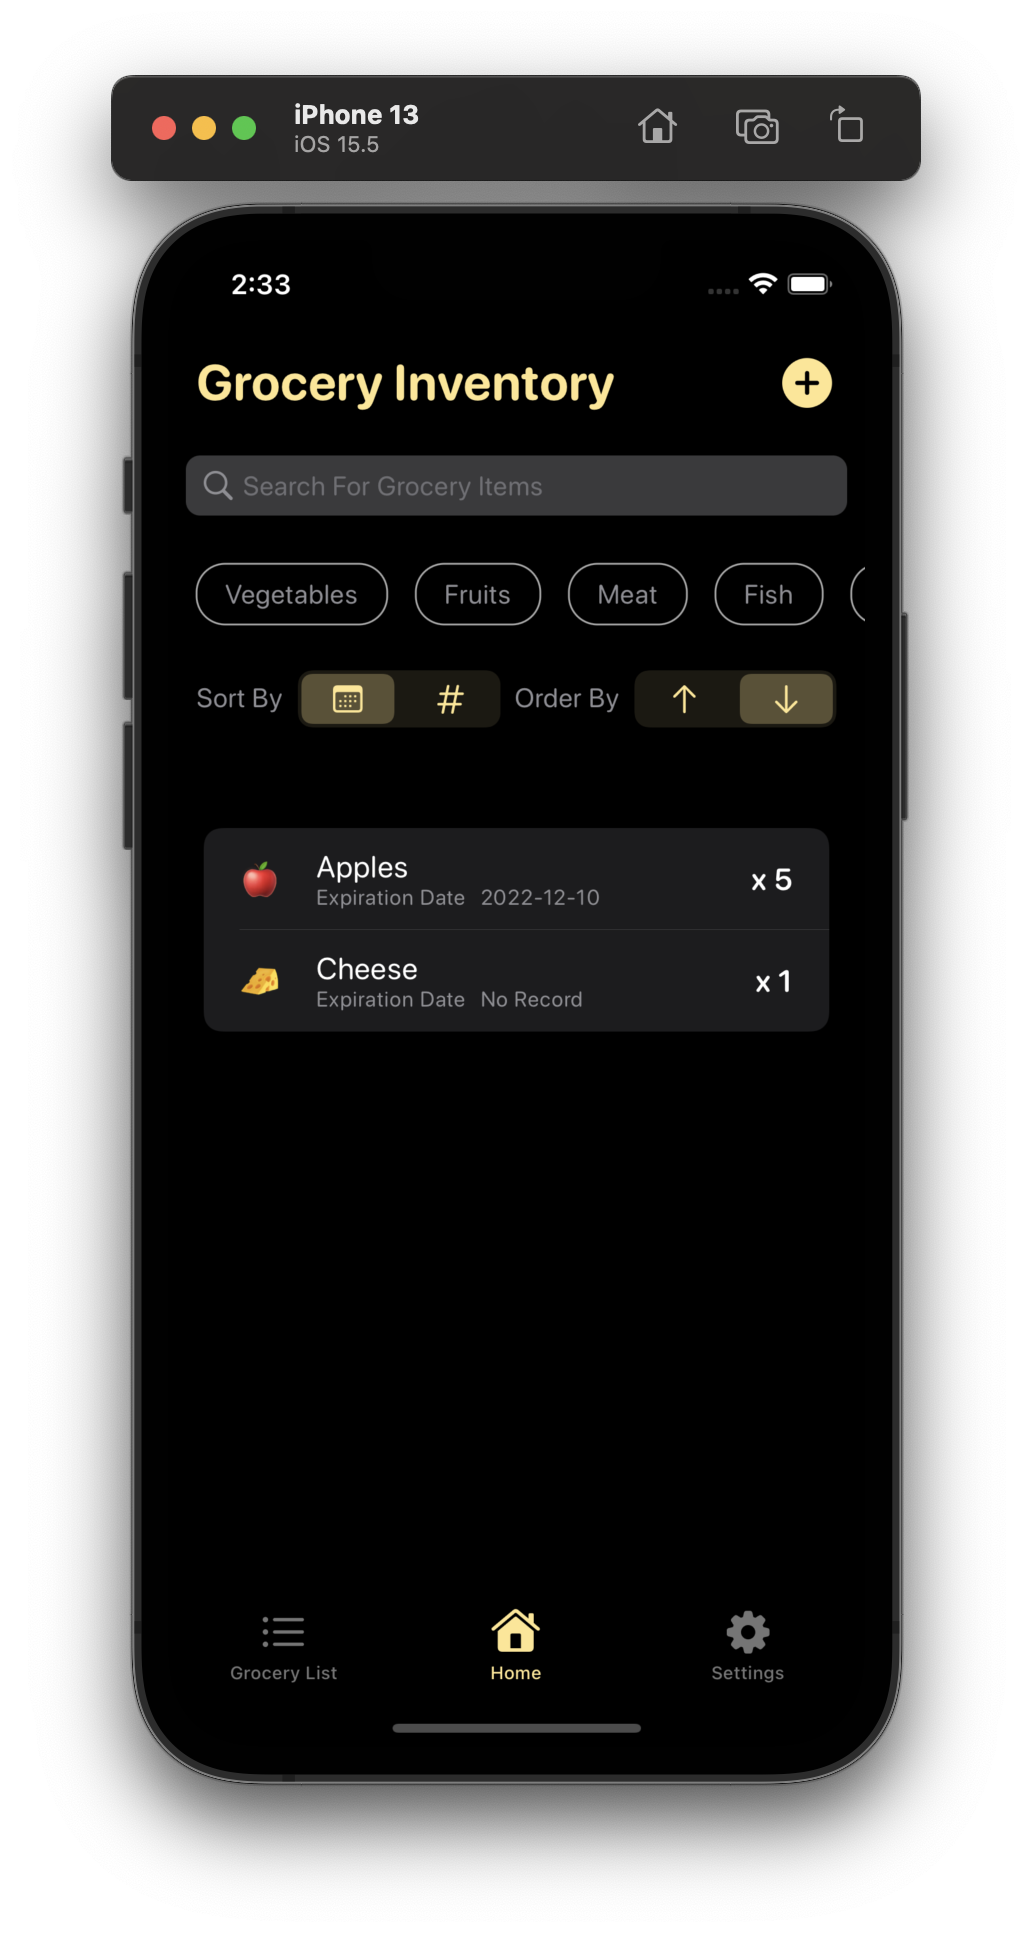 iPhone 13
iOS 15.5
2:33
Grocery Inventory
Search For Grocery Items
Vegetables Fruits Meat Fish
Sort By # Order By
Apples
Expiration Date 2022-12-10
x 5
Cheese
Expiration Date No Record
x 1
Grocery List Home Settings